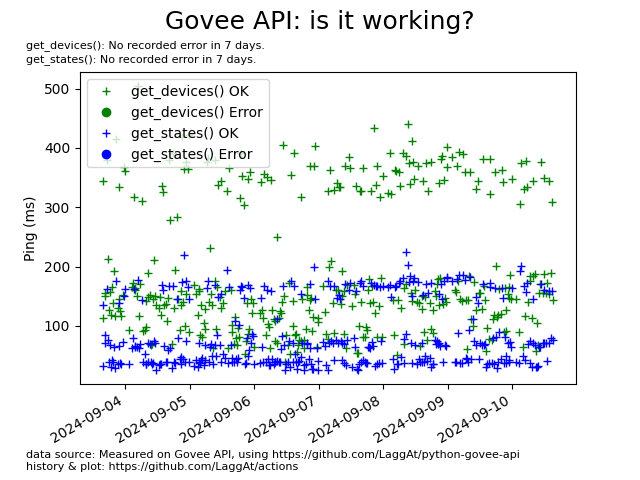 Govee API: is it working?
get_devices(): No recorded error in 7 days.
get_states(): No recorded error in 7 days.
get_devices() OK
get_devices() Error
get_states() OK
get_states() Error
500
400
300
200
100
Ping (ms)
2024-09-04
2024-09-05
2024-09-06
2024-09-07
2024-09-08
2024-09-09
2024-09-10
data source: Measured on Govee API, using https://github.com/LaggAt/python-govee-api
history & plot: https://github.com/LaggAt/actions